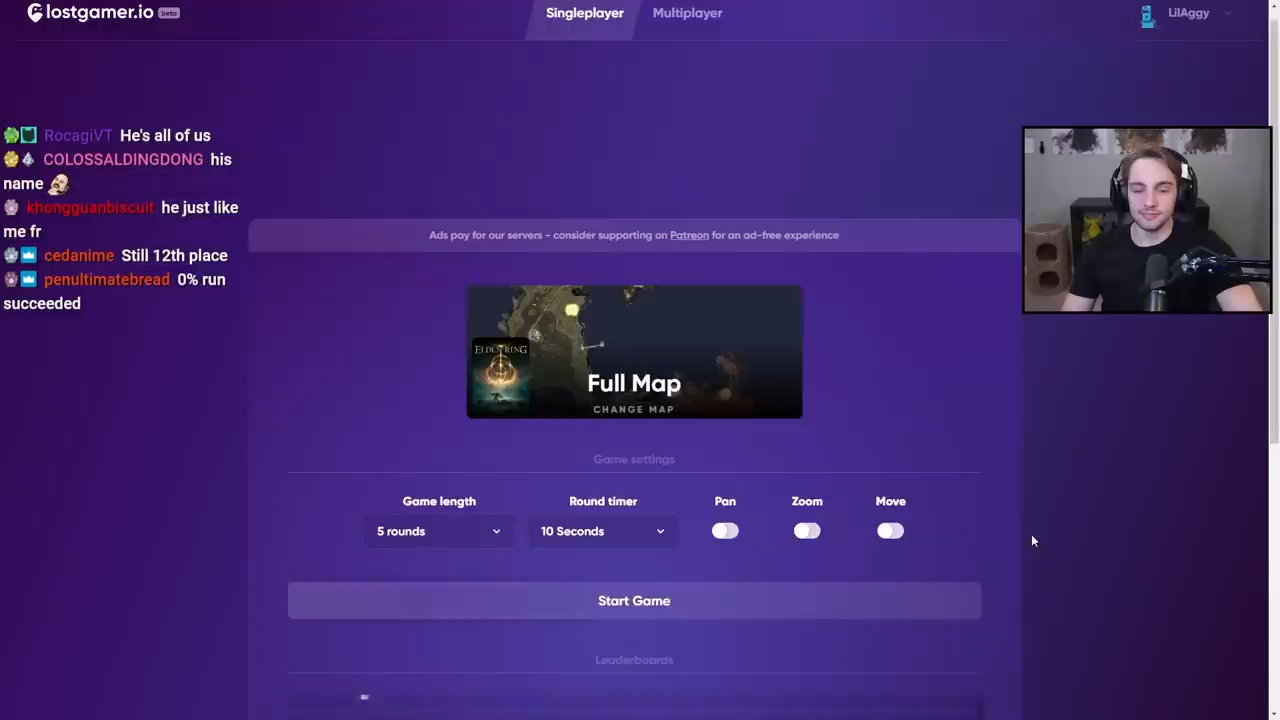 lostgamer.io beta
Singleplayer
Multiplayer
LilAggy
RocagiVT He's all of us
COLOSSALDINGDONG his
name
khongguanbiscuit he just like
me fr
cedanime Still 12th place
penultimatebread 0% run
succeeded
Ads pay for our servers - consider supporting on Patreon for an ad-free experience
ELDEN RING
Full Map
CHANGE MAP
Game settings
Game length
Round timer
Pan
Zoom
Move
5 rounds
10 Seconds
Start Game
Leaderboards